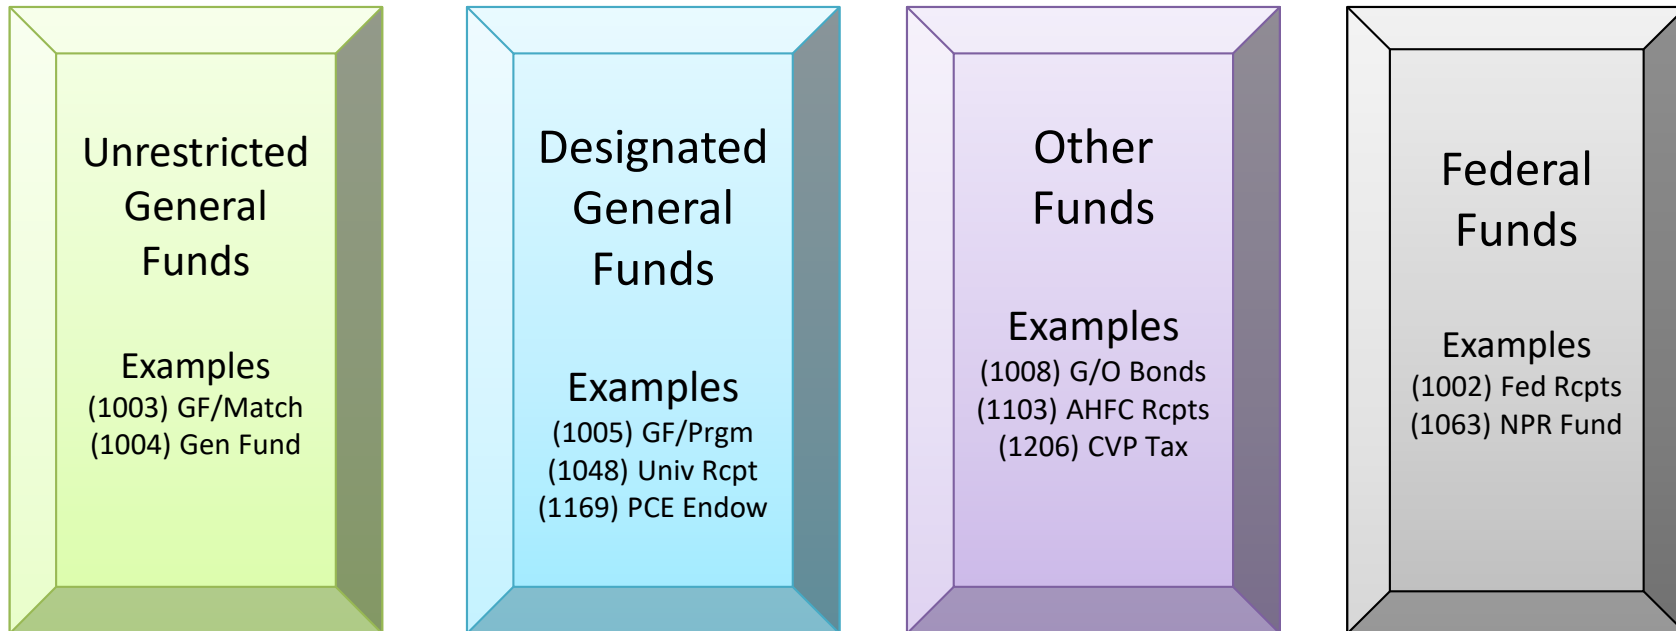 Unrestricted
General
Funds
Examples
(1003) GF/Match
(1004) Gen Fund
Designated
General
Funds
Examples
(1005) GF/Prgm
(1048) Univ Rcpt
(1169) PCE Endow
Other
Funds
Examples
(1008) G/O Bonds
(1103) AHFC Rcpts
(1206) CVP Tax
Federal
Funds
Examples
(1002) Fed Rcpts
(1063) NPR Fund